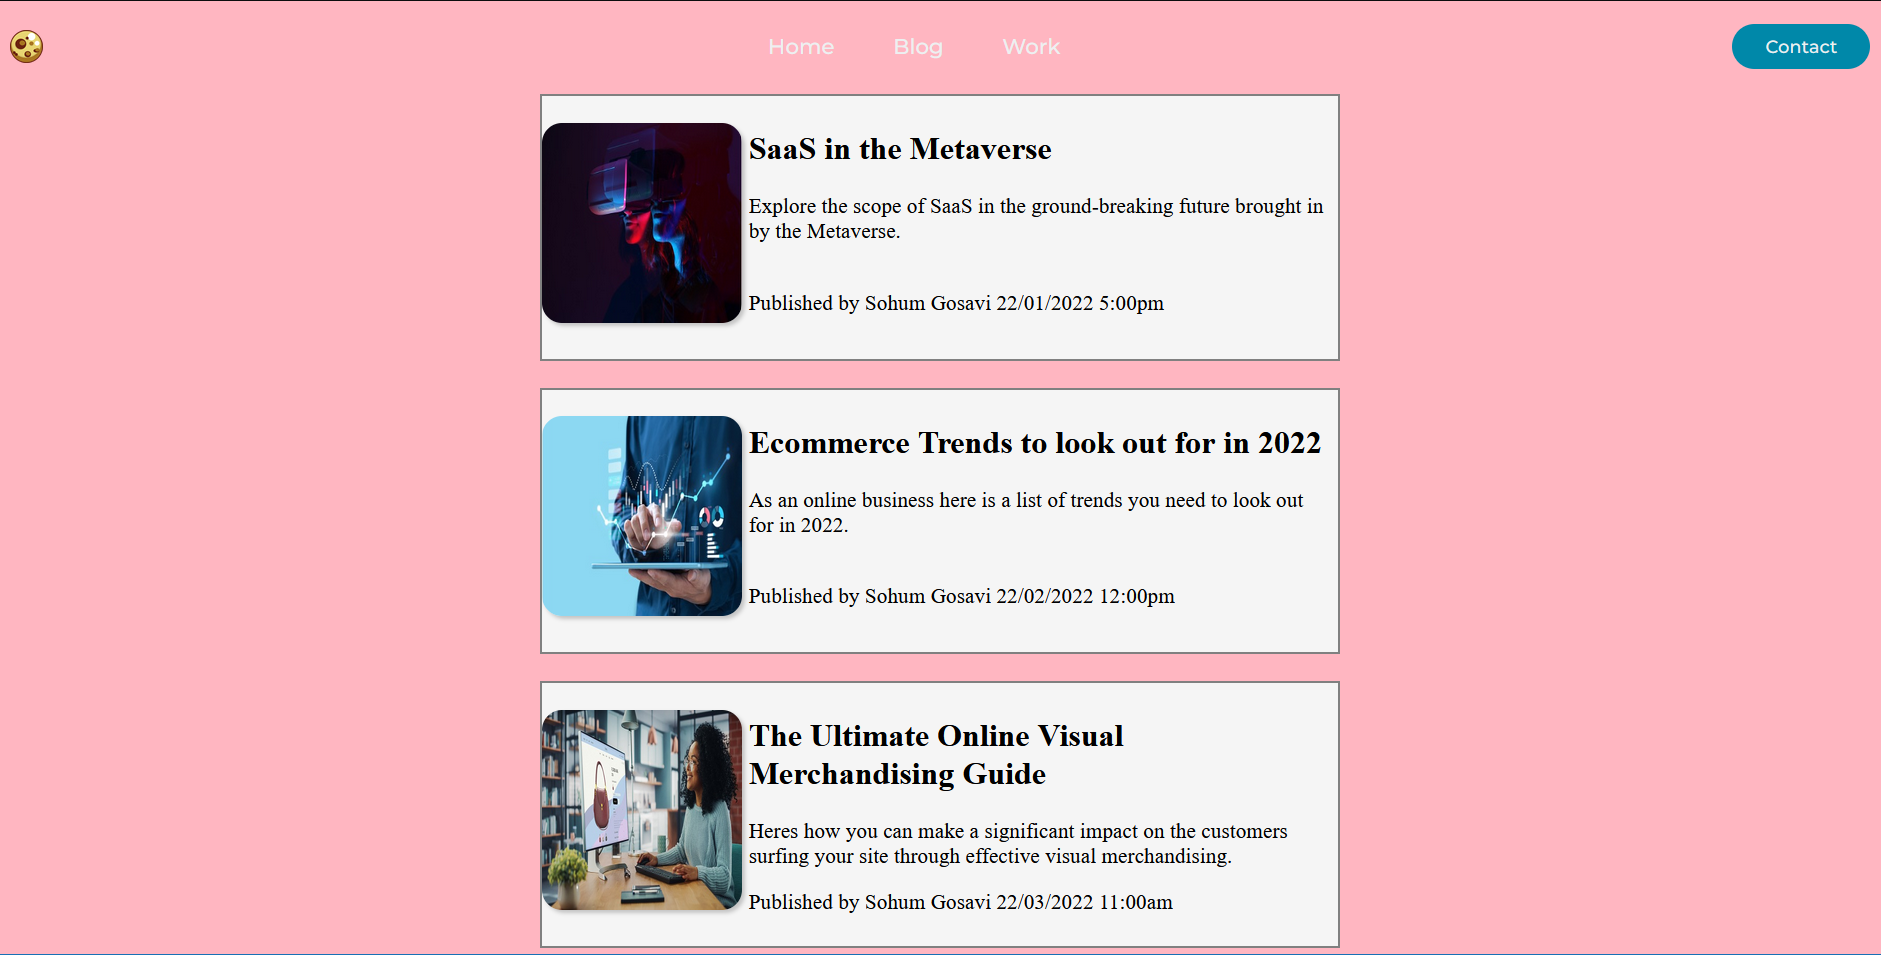 Home Blog Work Contact
SaaS in the Metaverse
Explore the scope of SaaS in the ground-breaking future brought in
by the Metaverse.
Published by Sohum Gosavi 22/01/2022 5:00pm
Ecommerce Trends to look out for in 2022
As an online business here is a list of trends you need to look out
for in 2022.
Published by Sohum Gosavi 22/02/2022 12:00pm
The Ultimate Online Visual
Merchandising Guide
Heres how you can make a significant impact on the customers
surfing your site through effective visual merchandising.
Published by Sohum Gosavi 22/03/2022 11:00am